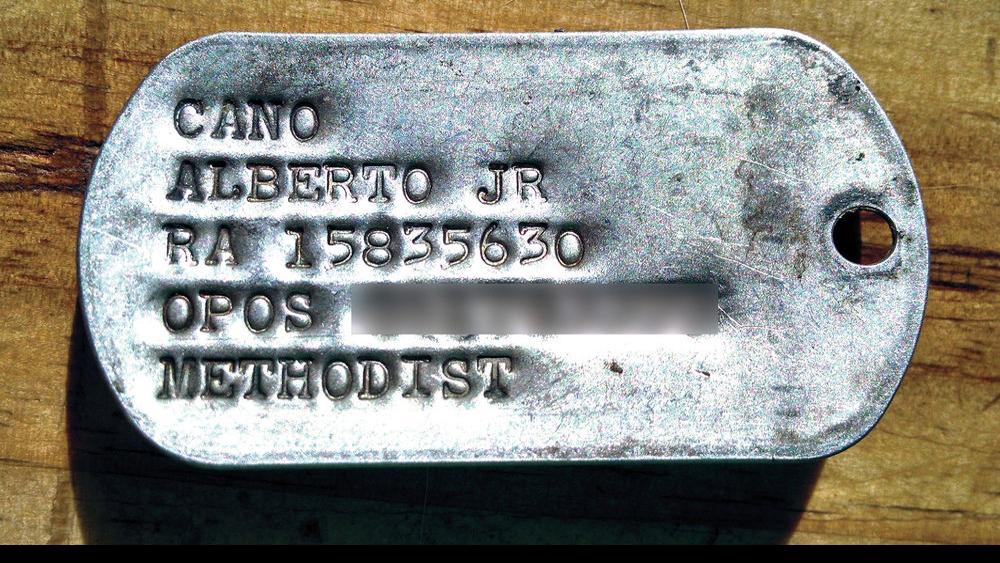 CANO
ALBERTO JR
RA 15835630
OPOS
METHODIST